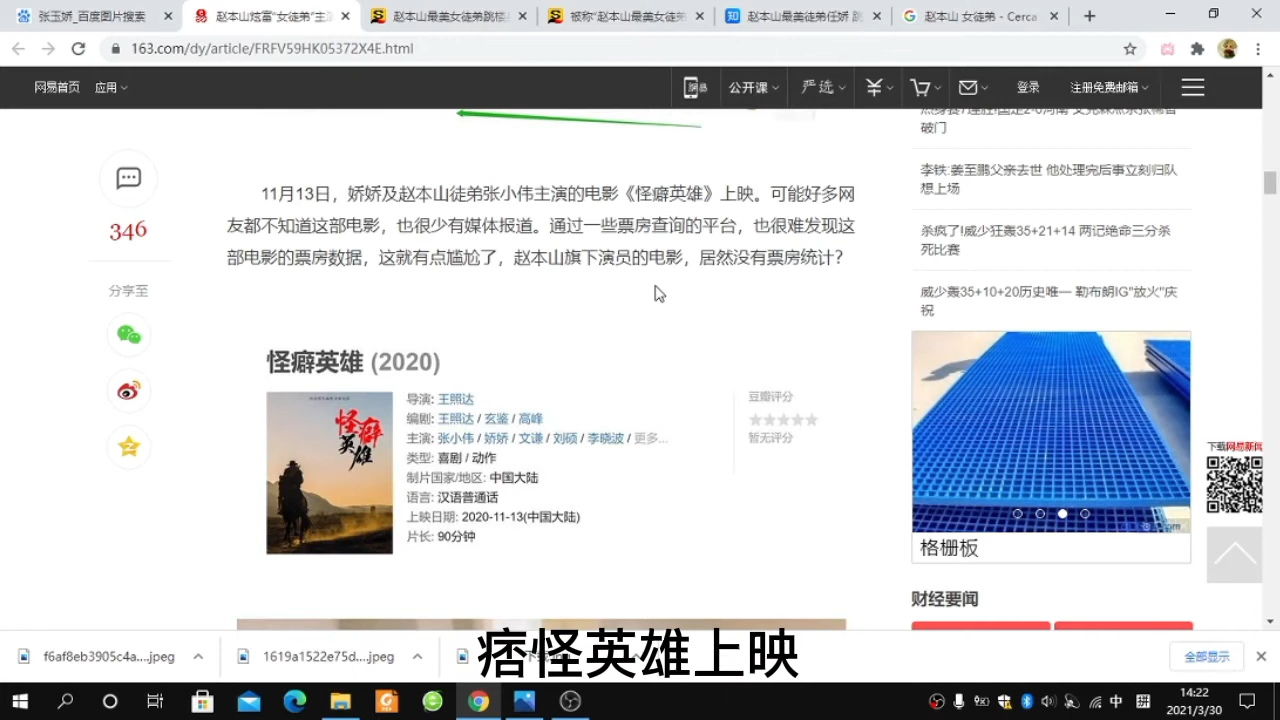 张玉娇_百度图片搜索
赵本山炫富"女徒弟"主演
赵本山最美女徒弟跳楼
被称"赵本山最美女徒弟
赵本山最美徒弟任娇 跳
赵本山 女徒弟 - Cerca
163.com/dy/article/FRFV59HK05372X4E.html
网易首页
应用
公开课
严选
登录
注册免费邮箱
346
分享至
11月13日，娇娇及赵本山徒弟张小伟主演的电影《怪癖英雄》上映。可能好多网
友都不知道这部电影，也很少有媒体报道。通过一些票房查询的平台，也很难发现这
部电影的票房数据，这就有点尴尬了，赵本山旗下演员的电影，居然没有票房统计？
怪癖英雄 (2020)
怪癖
英雄
导演: 王照达
编剧: 王照达 / 玄鉴 / 高峰
主演: 张小伟 / 娇娇 / 文谦 / 刘硕 / 李晓波 / 更多...
类型: 喜剧 / 动作
制片国家/地区: 中国大陆
语言: 汉语普通话
上映日期: 2020-11-13(中国大陆)
片长: 90分钟
豆瓣评分
暂无评分
破门
李铁:姜至鹏父亲去世 他处理完后事立刻归队
想上场
杀疯了!威少狂轰35+21+14 两记绝命三分杀
死比赛
威少轰35+10+20历史唯一 勒布朗IG"放火"庆
祝
格栅板
下载网易新闻
财经要闻
痞怪英雄上映
f6af8eb3905c4a....jpeg
1619a1522e75d....jpeg
全部显示
中
拼
14:22
2021/3/30